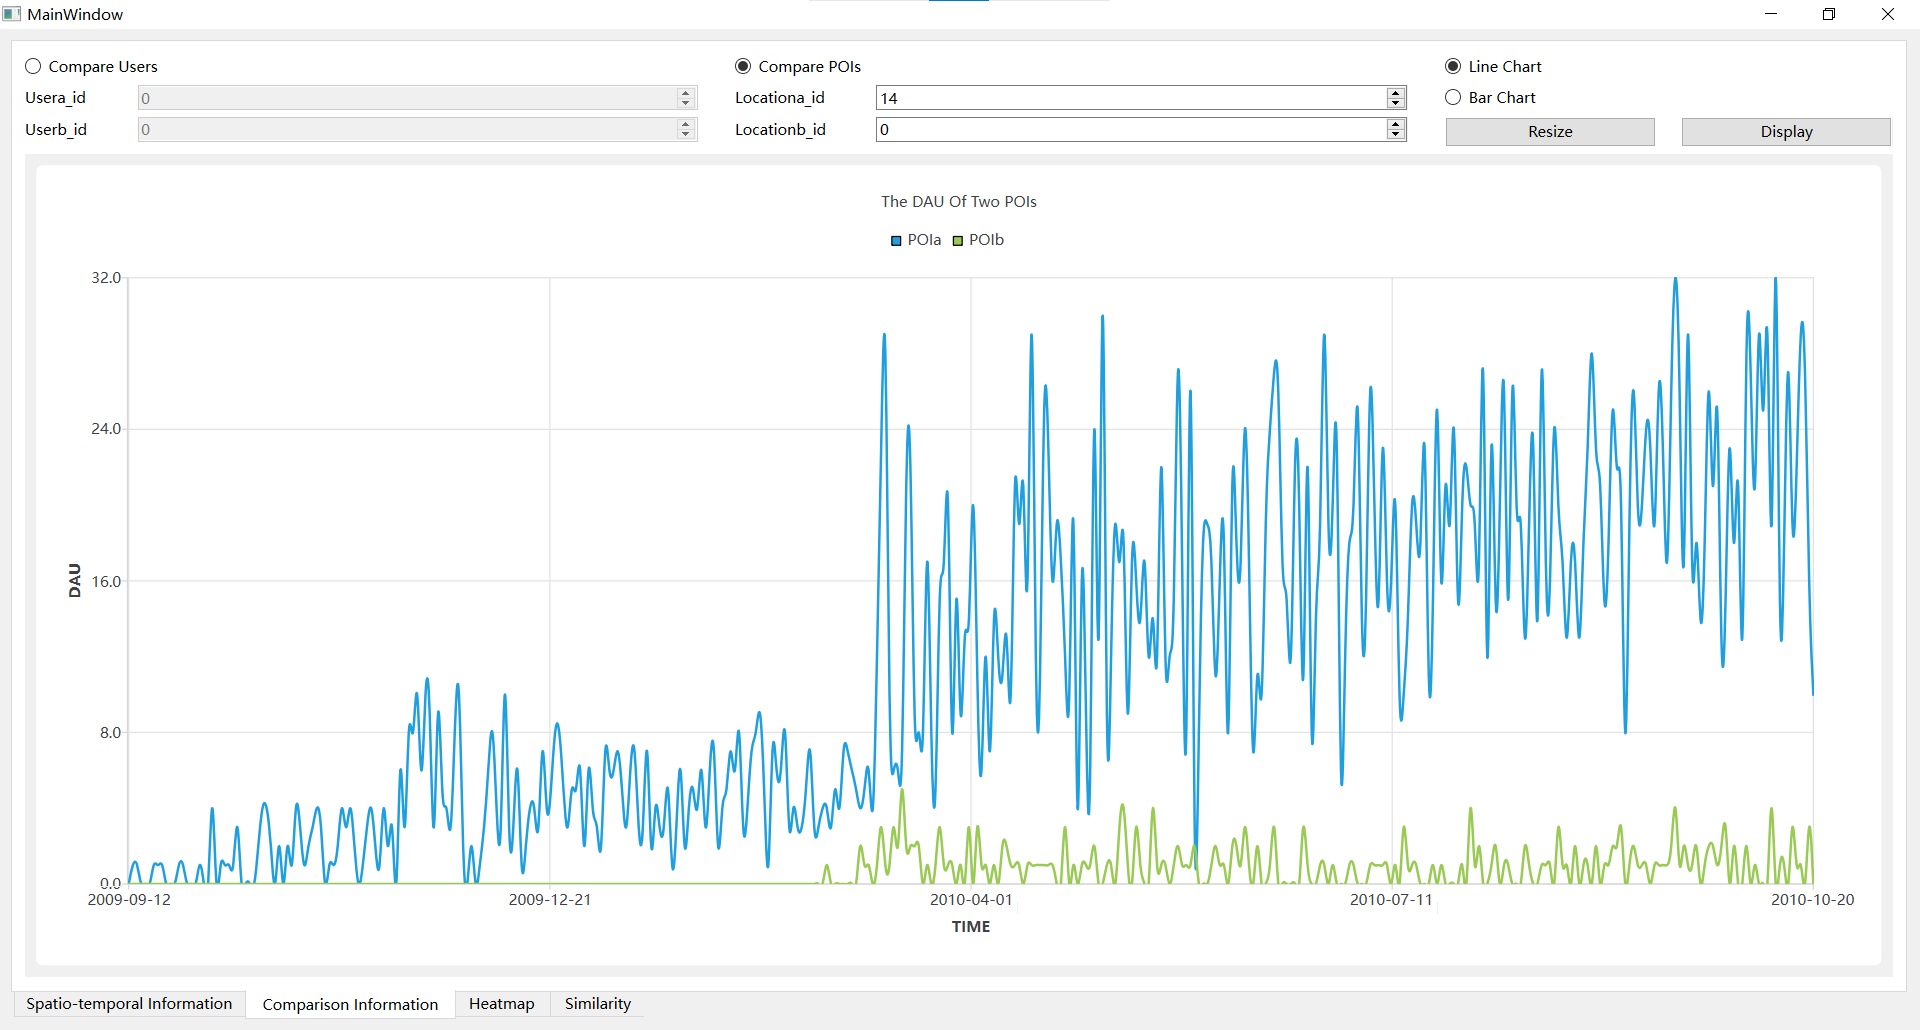 MainWindow
Compare Users
Compare POIs
Line Chart
Usera_id 0
Locationa_id 14
Bar Chart
Userb_id 0
Locationb_id 0
Resize Display
The DAU Of Two POIs
POIa POIb
32.0
24.0
16.0
8.0
0.0
DAU
2009-09-12 2009-12-21 2010-04-01 2010-07-11 2010-10-20
TIME
Spatio-temporal Information Comparison Information Heatmap Similarity